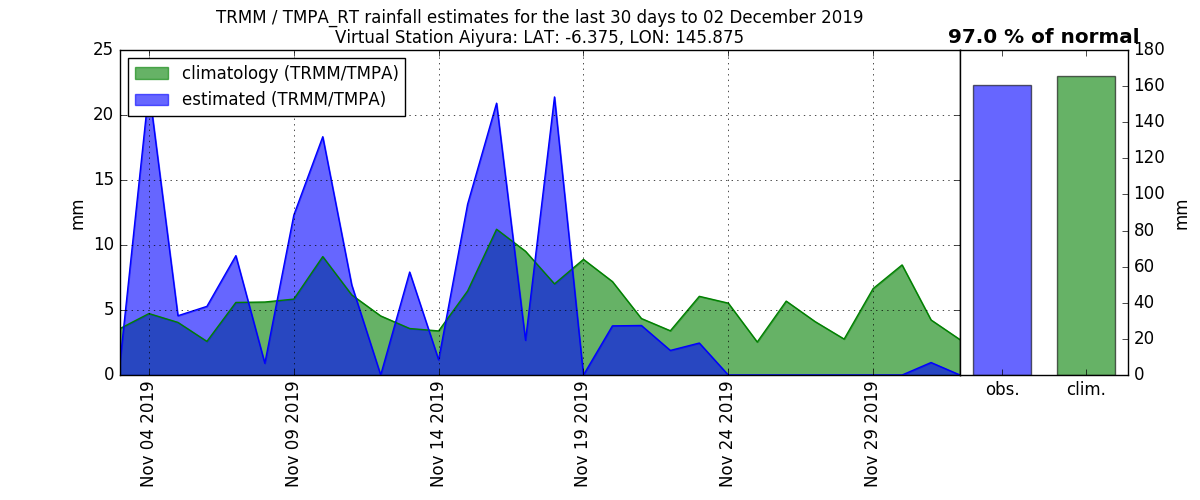 TRMM / TMPA_RT rainfall estimates for the last 30 days to 02 December 2019
Virtual Station Aiyura: LAT: -6.375, LON: 145.875
97.0 % of normal
climatology (TRMM/TMPA)
estimated (TRMM/TMPA)
25
20
15
10
5
0
mm
Nov 04 2019
Nov 09 2019
Nov 14 2019
Nov 19 2019
Nov 24 2019
Nov 29 2019
obs.
clim.
180
160
140
120
100
80
60
40
20
0
mm